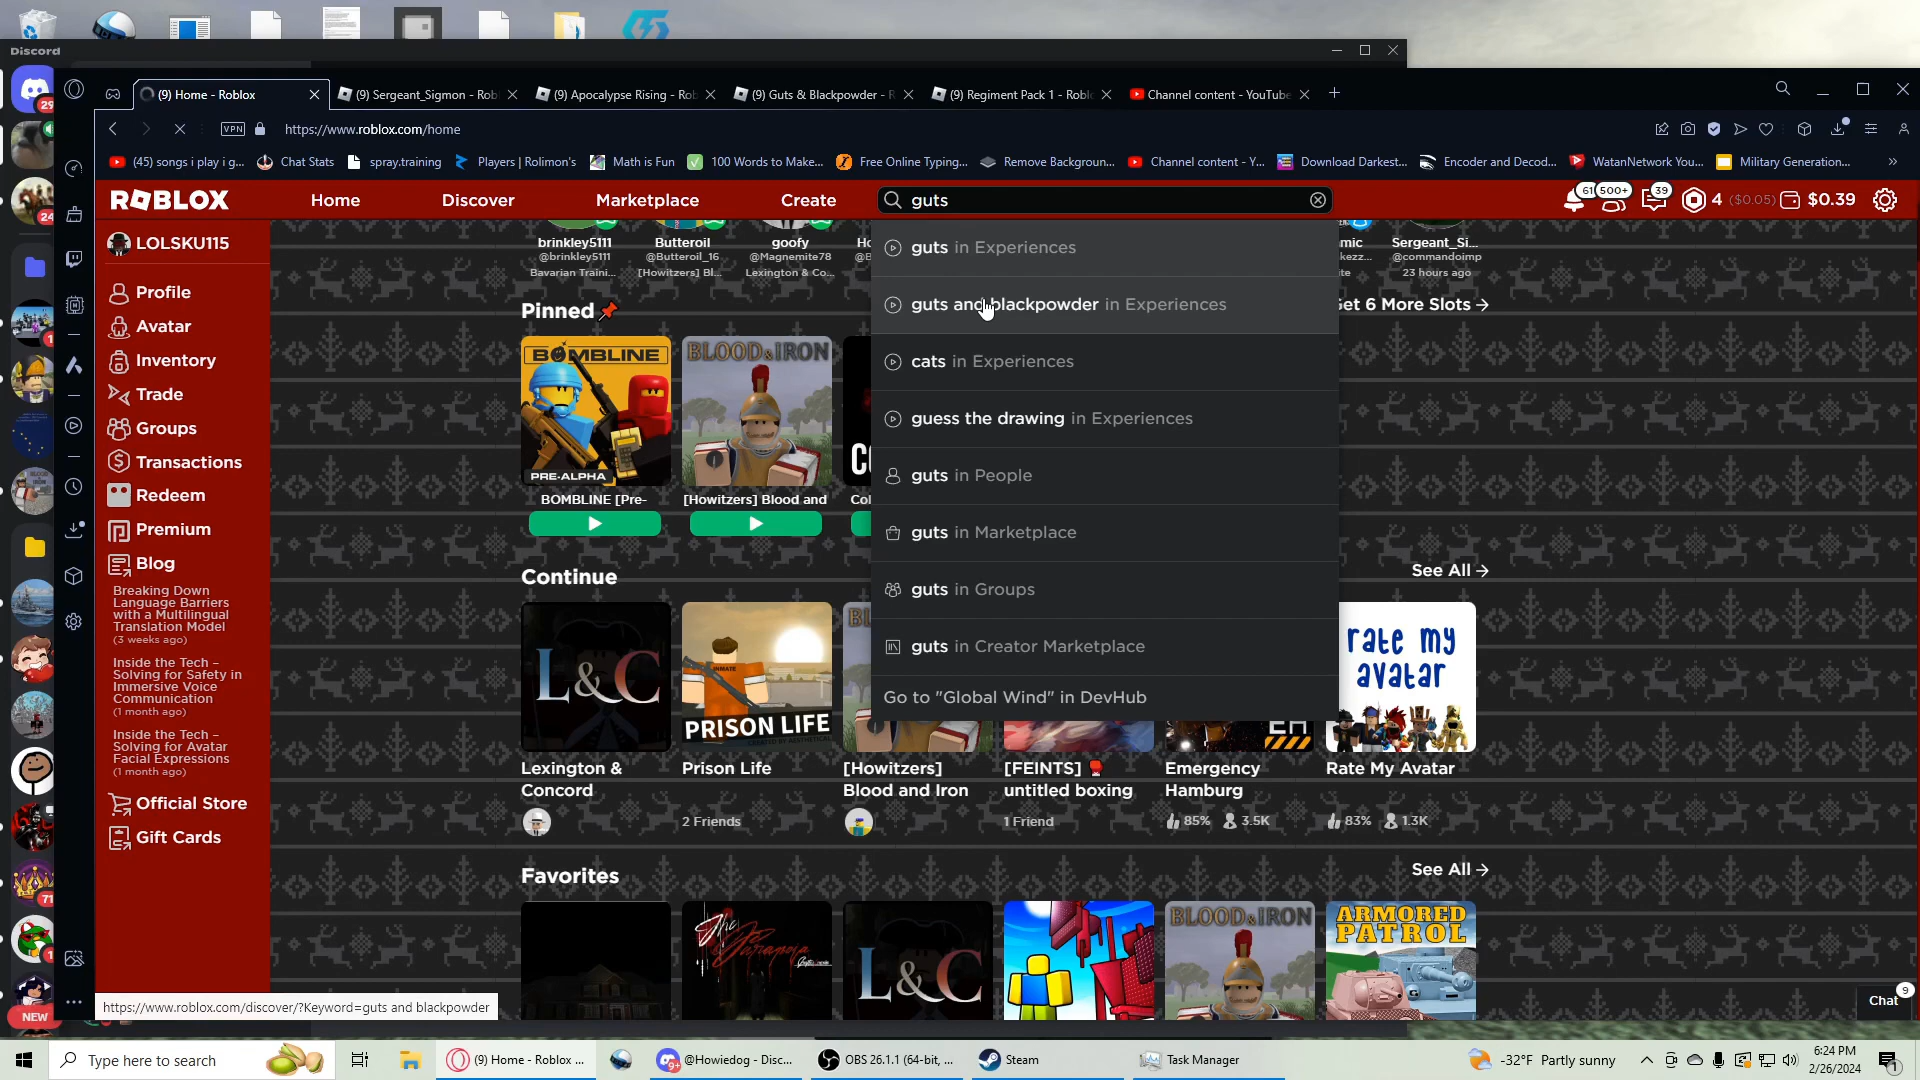 Discord
(9) Home - Roblox
(9) Sergeant_Sigmon - Rob
(9) Apocalypse Rising - Rob
(9) Guts & Blackpowder - R
(9) Regiment Pack 1 - Roblo
Channel content - YouTube
VPN
https://www.roblox.com/home
(45) songs i play i g...
Chat Stats
spray.training
Players | Rolimon's
Math is Fun
100 Words to Make...
Free Online Typing...
Remove Backgroun...
Channel content - Y...
Download Darkest...
Encoder and Decod...
WatanNetwork You...
Military Generation...
ROBLOX
Home
Discover
Marketplace
Create
guts
61
500+
39
4
($0.05)
$0.39
LOLSKU115
Profile
Avatar
Inventory
Trade
Groups
Transactions
Redeem
Premium
Blog
Breaking Down
Language Barriers
with a Multilingual
Translation Model
(3 weeks ago)
Inside the Tech –
Solving for Safety in
Immersive Voice
Communication
(1 month ago)
Inside the Tech –
Solving for Avatar
Facial Expressions
(1 month ago)
Official Store
Gift Cards
brinkley5111
@brinkley5111
Bavarian Traini...
Butteroil
@Butteroil_16
[Howitzers] Bl...
goofy
@Magnemite78
Lexington & Co...
Sergeant_Si...
@commandoimp
23 hours ago
Get 6 More Slots
Pinned
BOMBLINE
PRE-ALPHA
BLOOD & IRON
BOMBLINE [Pre-
[Howitzers] Blood and
guts in Experiences
guts and blackpowder in Experiences
cats in Experiences
guess the drawing in Experiences
guts in People
guts in Marketplace
guts in Groups
guts in Creator Marketplace
Go to "Global Wind" in DevHub
Continue
See All
L&C
PRISON LIFE
rate my
avatar
Lexington &
Concord
Prison Life
2 Friends
[Howitzers]
Blood and Iron
[FEINTS]
untitled boxing
1 Friend
Emergency
Hamburg
85%
3.5K
Rate My Avatar
83%
1.3K
Favorites
See All
L&C
BLOOD & IRON
ARMORED
PATROL
Chat
9
https://www.roblox.com/discover/?Keyword=guts and blackpowder
NEW
Type here to search
(9) Home - Roblox ...
@Howiedog - Disc...
OBS 26.1.1 (64-bit, ...
Steam
Task Manager
-32°F Partly sunny
6:24 PM
2/26/2024